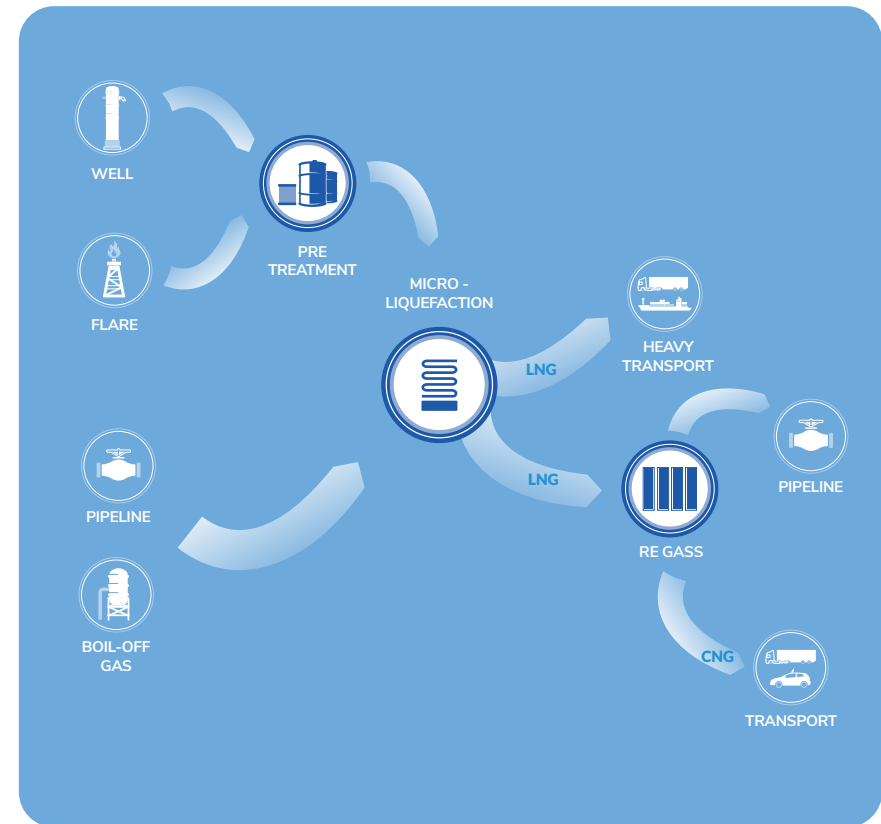 WELL
PRE
TREATMENT
FLARE
MICRO -
LIQUEFACTION
HEAVY
TRANSPORT
LNG
LNG
PIPELINE
BOIL-OFF
GAS
RE GASS
PIPELINE
CNG
TRANSPORT